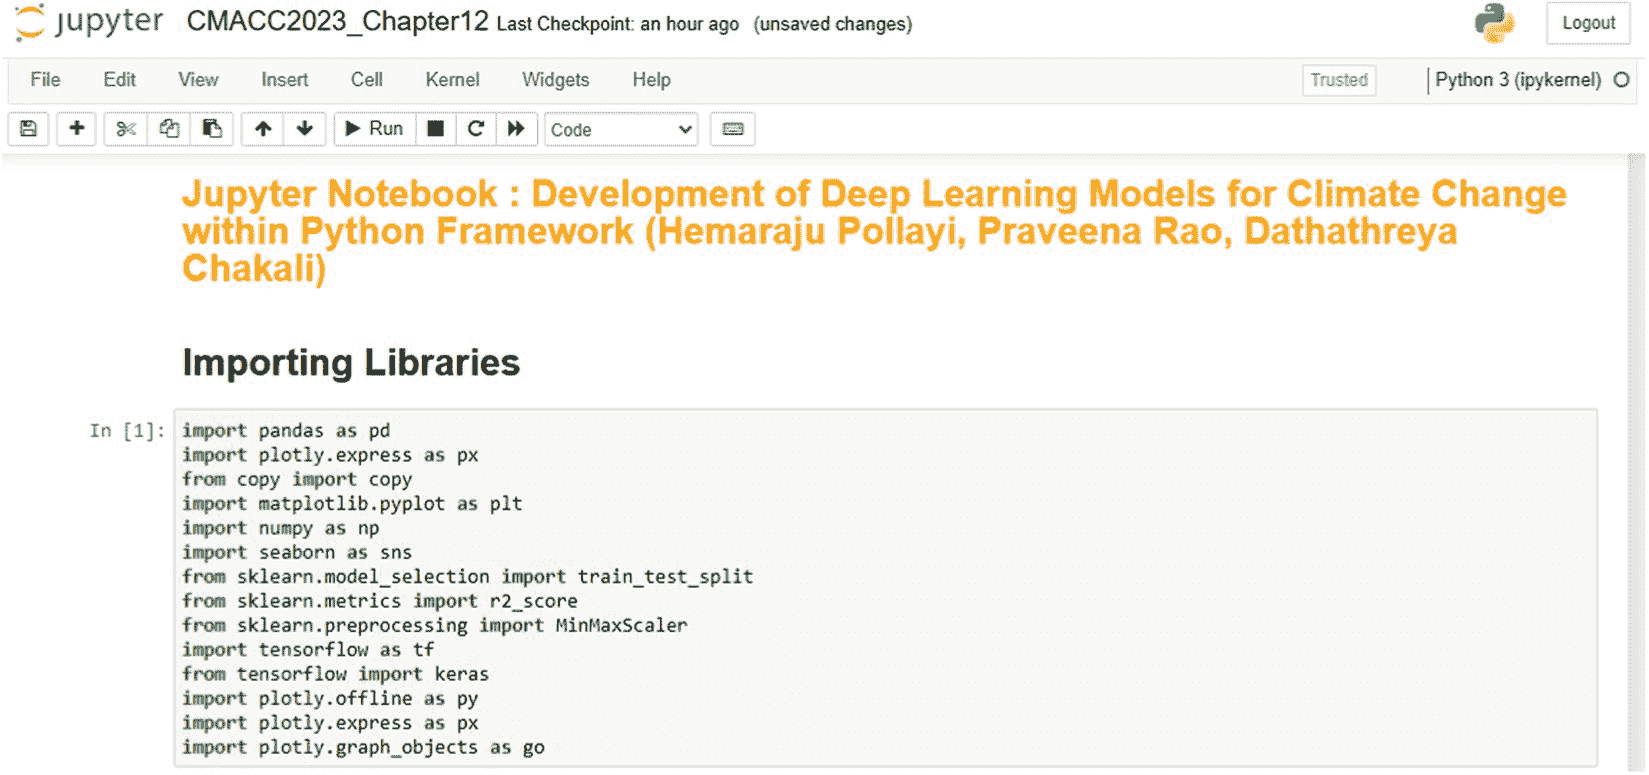 jupyter CMACC2023_Chapter12 Last Checkpoint: an hour ago (unsaved changes) Logout
File Edit View Insert Cell Kernel Widgets Help Trusted Python 3 (ipykernel)
Run Code
Jupyter Notebook : Development of Deep Learning Models for Climate Change
within Python Framework (Hemaraju Pollayi, Praveena Rao, Dathathreya
Chakali)
Importing Libraries
In [1]: import pandas as pd
import plotly.express as px
from copy import copy
import matplotlib.pyplot as plt
import numpy as np
import seaborn as sns
from sklearn.model_selection import train_test_split
from sklearn.metrics import r2_score
from sklearn.preprocessing import MinMaxScaler
import tensorflow as tf
from tensorflow import keras
import plotly.offline as py
import plotly.express as px
import plotly.graph_objects as go